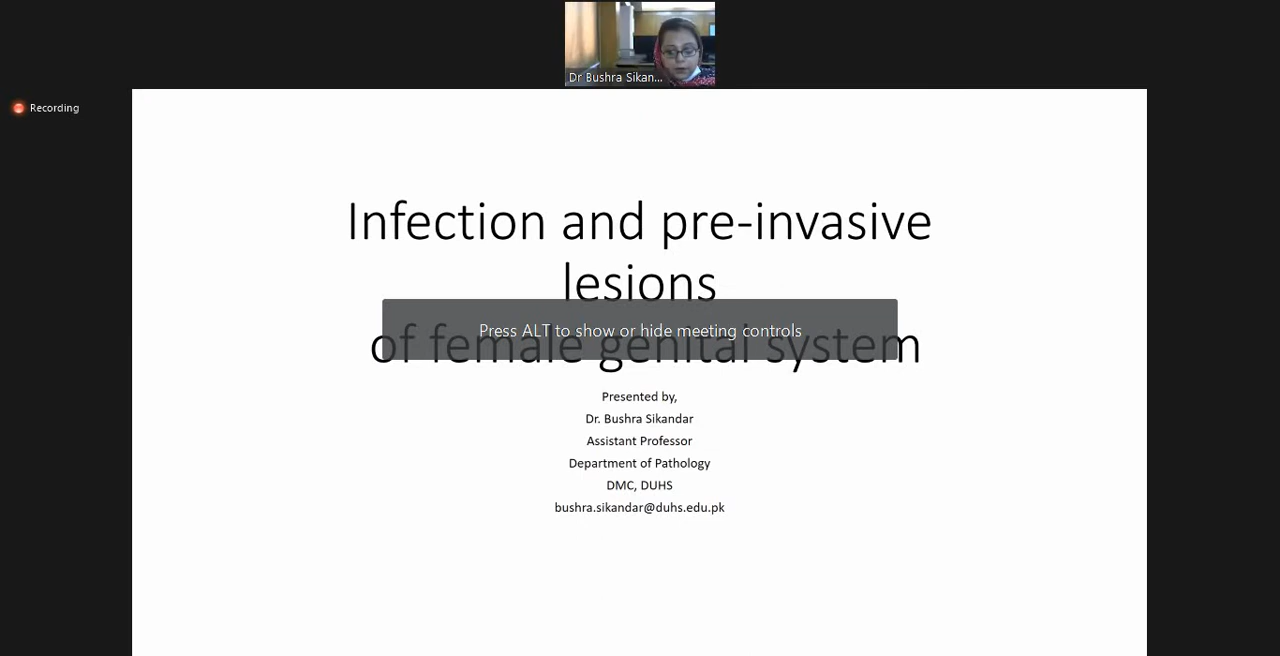 Dr Bushra Sikan...
Recording
Infection and pre-invasive
lesions
Press ALT to show or hide meeting controls
of female genital system
Presented by,
Dr. Bushra Sikandar
Assistant Professor
Department of Pathology
DMC, DUHS
bushra.sikandar@duhs.edu.pk